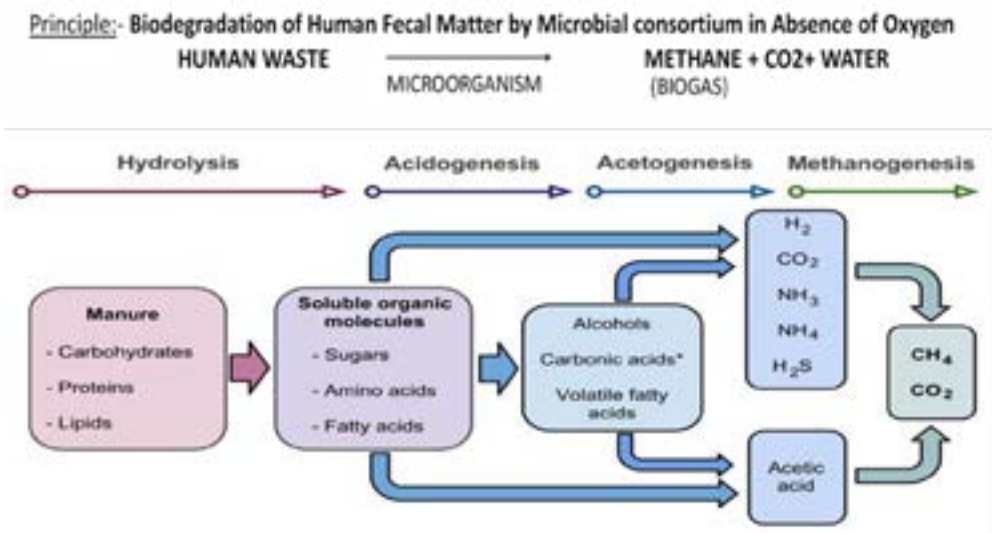 Principle:- Biodegradation of Human Fecal Matter by Microbial consortium in Absence of Oxygen
HUMAN WASTE METHANE + CO2+ WATER
MICROORGANISM (BIOGAS)
Hydrolysis Acidogenesis Acetogenesis Methanogenesis
Manure
- Carbohydrates
- Proteins
- Lipids
Soluble organic
molecules
- Sugars
- Amino acids
- Fatty acids
Alcohols
Carbonic acids*
Volatile fatty
acids
H₂
CO₂
NH₃
NH₄
H₂S
Acetic
acid
CH₄
CO₂